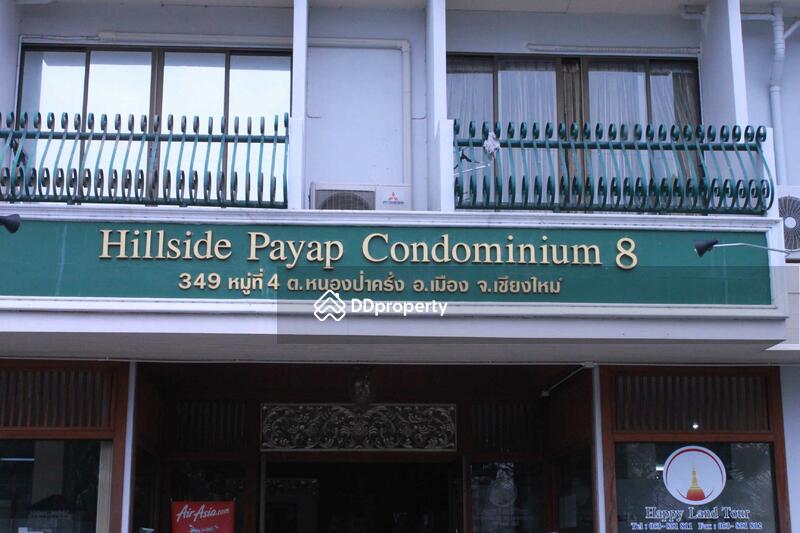 Hillside Payap Condominium 8
349 หมู่ที่ 4 ต.หนองป่าครั่ง อ.เมือง จ.เชียงใหม่
DDproperty
AirAsia.com
Happy Land Tour